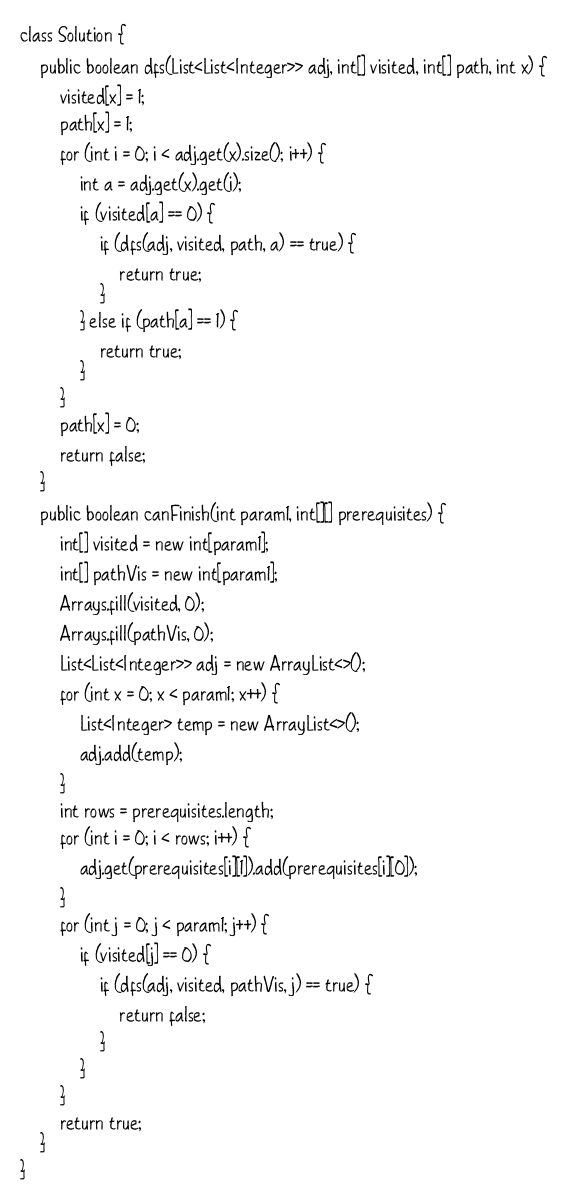 class Solution {
    public boolean dfs(List<List<Integer>> adj, int[] visited, int[] path, int x) {
        visited[x] = 1;
        path[x] = 1;
        for (int i = 0; i < adj.get(x).size(); i++) {
            int a = adj.get(x).get(i);
            if (visited[a] == 0) {
                if (dfs(adj, visited, path, a) == true) {
                    return true;
                }
            } else if (path[a] == 1) {
                return true;
            }
        }
        path[x] = 0;
        return false;
    }
    public boolean canFinish(int param1, int[][] prerequisites) {
        int[] visited = new int[param1];
        int[] pathVis = new int[param1];
        Arrays.fill(visited, 0);
        Arrays.fill(pathVis, 0);
        List<List<Integer>> adj = new ArrayList<>();
        for (int x = 0; x < param1; x++) {
            List<Integer> temp = new ArrayList<>();
            adj.add(temp);
        }
        int rows = prerequisites.length;
        for (int i = 0; i < rows; i++) {
            adj.get(prerequisites[i][1]).add(prerequisites[i][0]);
        }
        for (int j = 0; j < param1; j++) {
            if (visited[j] == 0) {
                if (dfs(adj, visited, pathVis, j) == true) {
                    return false;
                }
            }
        }
        return true;
    }
}